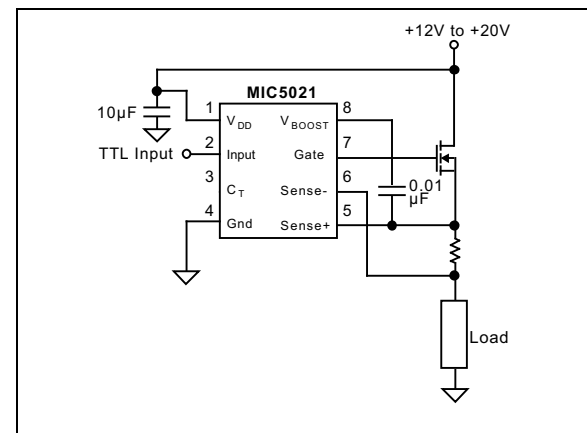 +12V to +20V
MIC5021
10µF
1 V_DD V_BOOST 8
TTL Input 2 Input Gate 7
3 C_T Sense- 6
4 Gnd Sense+ 5
0.01
µF
Load